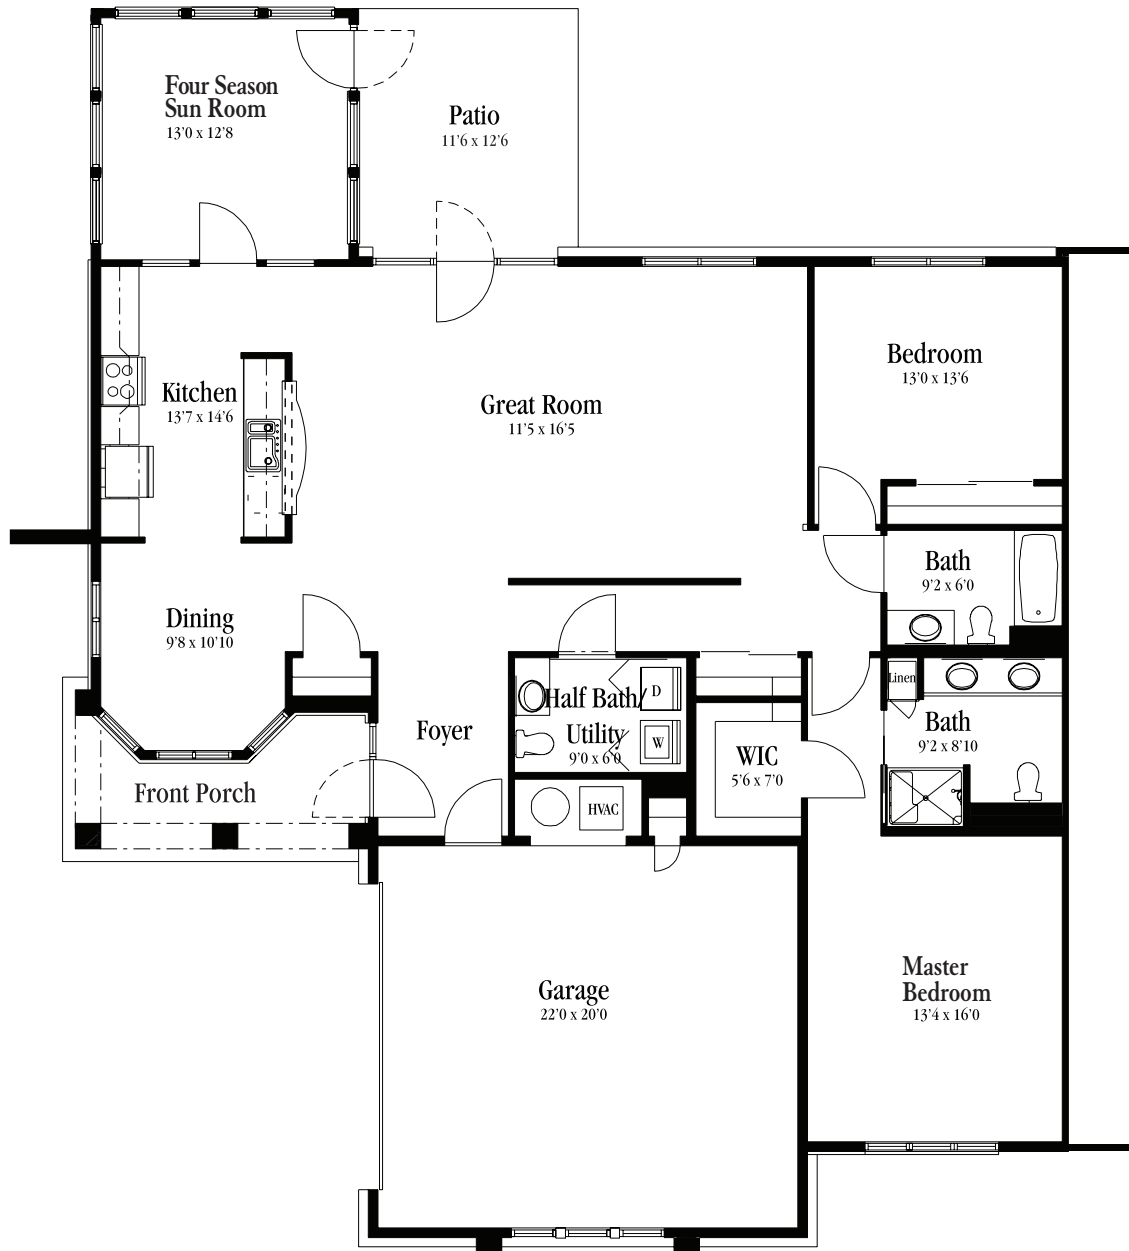 Four Season
Sun Room
13'0 x 12'8
Patio
11'6 x 12'6
Bedroom
13'0 x 13'6
Kitchen
13'7 x 14'6
Great Room
11'5 x 16'5
Bath
9'2 x 6'0
Dining
9'8 x 10'10
Linen
D
Half Bath/
Utility
9'0 x 6'0
W
Foyer
Bath
9'2 x 8'10
WIC
5'6 x 7'0
Front Porch
HVAC
Master
Bedroom
13'4 x 16'0
Garage
22'0 x 20'0